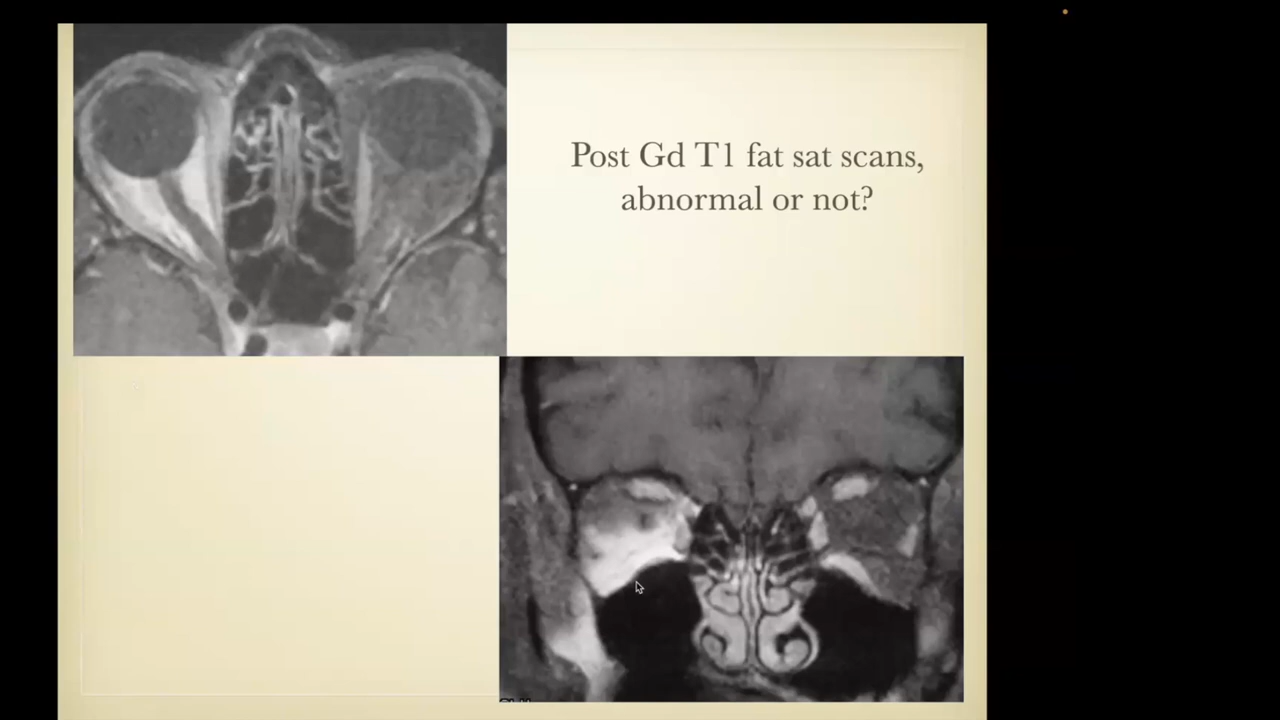 Post Gd T1 fat sat scans,
abnormal or not?